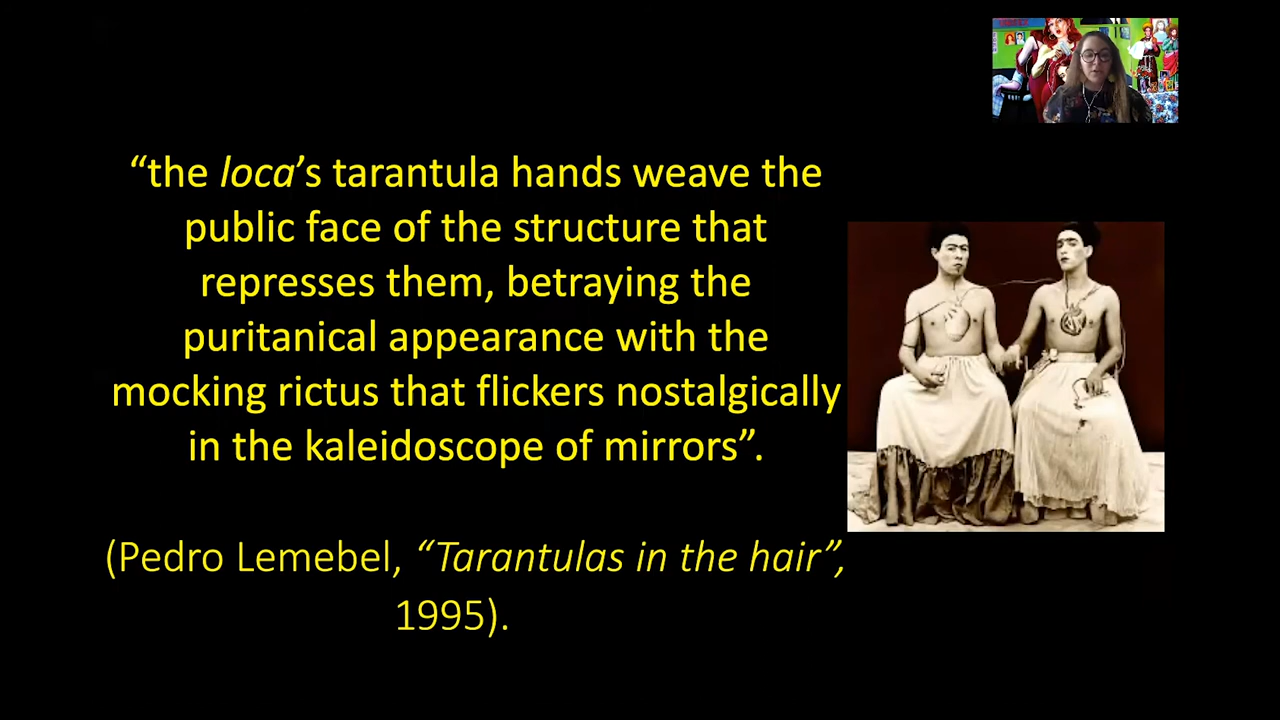 “the loca’s tarantula hands weave the
public face of the structure that
represses them, betraying the
puritanical appearance with the
mocking rictus that flickers nostalgically
in the kaleidoscope of mirrors”.
(Pedro Lemebel, “Tarantulas in the hair”,
1995).